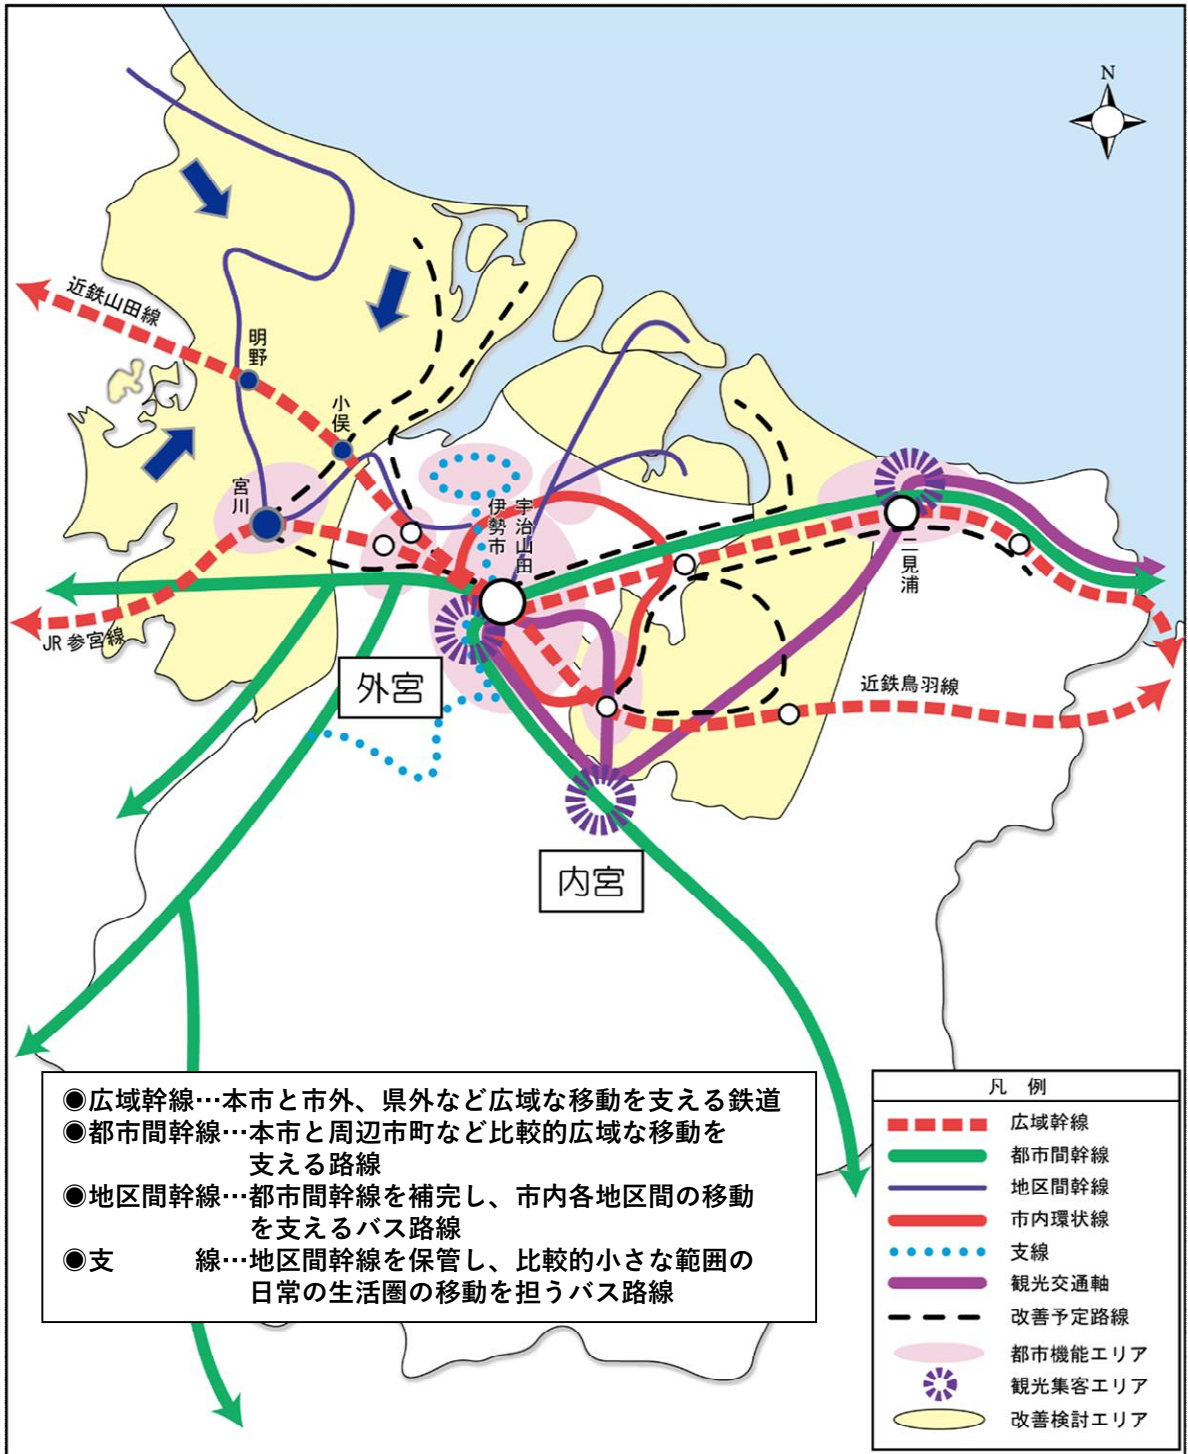 N
近鉄山田線
明野
小俣
宮川
伊勢市
宇治山田
二見浦
JR 参宮線
外宮
近鉄鳥羽線
内宮
◉広域幹線…本市と市外、県外など広域な移動を支える鉄道
◉都市間幹線…本市と周辺市町など比較的広域な移動を
支える路線
◉地区間幹線…都市間幹線を補完し、市内各地区間の移動
を支えるバス路線
◉支　　　線…地区間幹線を保管し、比較的小さな範囲の
日常の生活圏の移動を担うバス路線
凡　例
広域幹線
都市間幹線
地区間幹線
市内環状線
支線
観光交通軸
改善予定路線
都市機能エリア
観光集客エリア
改善検討エリア